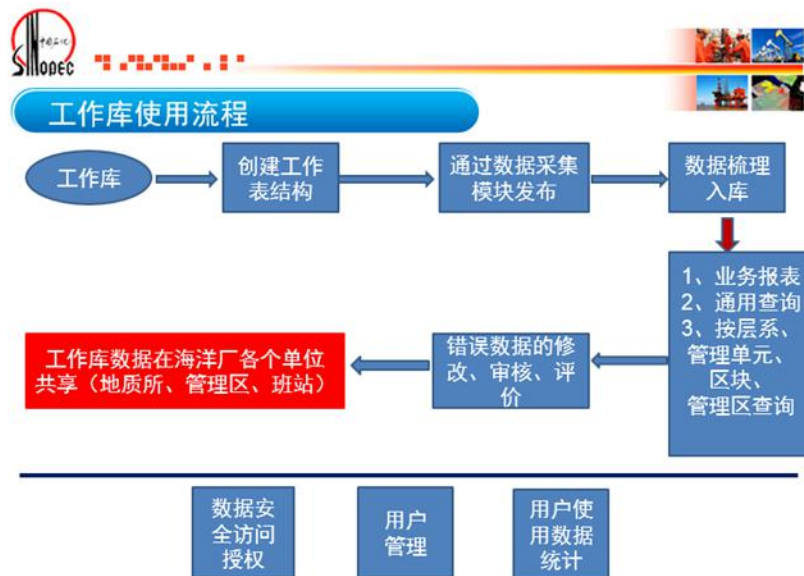 中国石化
SINOPEC
工作库使用流程
工作库
创建工作
表结构
通过数据采集
模块发布
数据梳理
入库
1、业务报表
2、通用查询
3、按层系、
管理单元、
区块、
管理区查询
错误数据的修
改、审核、评
价
工作库数据在海洋厂各个单位
共享（地质所、管理区、班站）
数据安
全访问
授权
用户
管理
用户使
用数据
统计